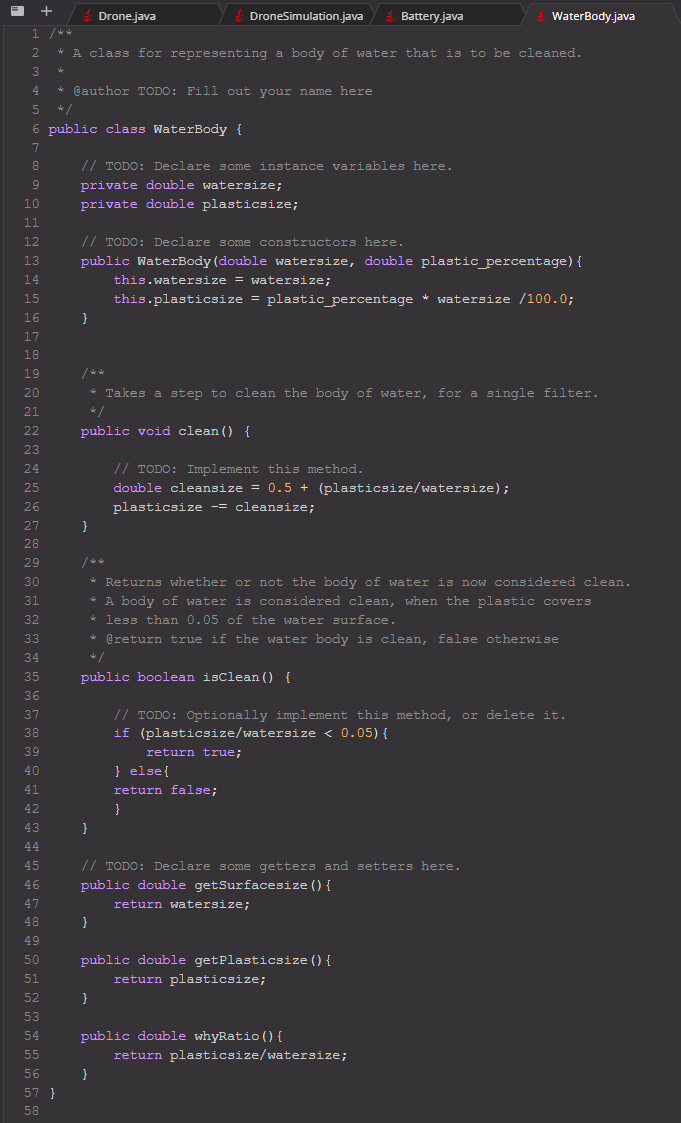 Drone.java DroneSimulation.java Battery.java WaterBody.java
1 /**
2  * A class for representing a body of water that is to be cleaned.
3  *
4  * @author TODO: Fill out your name here
5  */
6 public class WaterBody {
7
8     // TODO: Declare some instance variables here.
9     private double watersize;
10     private double plasticsize;
11
12     // TODO: Declare some constructors here.
13     public WaterBody(double watersize, double plastic_percentage){
14         this.watersize = watersize;
15         this.plasticsize = plastic_percentage * watersize /100.0;
16     }
17
18
19     /**
20      * Takes a step to clean the body of water, for a single filter.
21      */
22     public void clean() {
23
24         // TODO: Implement this method.
25         double cleansize = 0.5 + (plasticsize/watersize);
26         plasticsize -= cleansize;
27     }
28
29     /**
30      * Returns whether or not the body of water is now considered clean.
31      * A body of water is considered clean, when the plastic covers
32      * less than 0.05 of the water surface.
33      * @return true if the water body is clean, false otherwise
34      */
35     public boolean isClean() {
36
37         // TODO: Optionally implement this method, or delete it.
38         if (plasticsize/watersize < 0.05){
39             return true;
40         } else{
41         return false;
42         }
43     }
44
45     // TODO: Declare some getters and setters here.
46     public double getSurfacesize(){
47         return watersize;
48     }
49
50     public double getPlasticsize(){
51         return plasticsize;
52     }
53
54     public double whyRatio(){
55         return plasticsize/watersize;
56     }
57 }
58